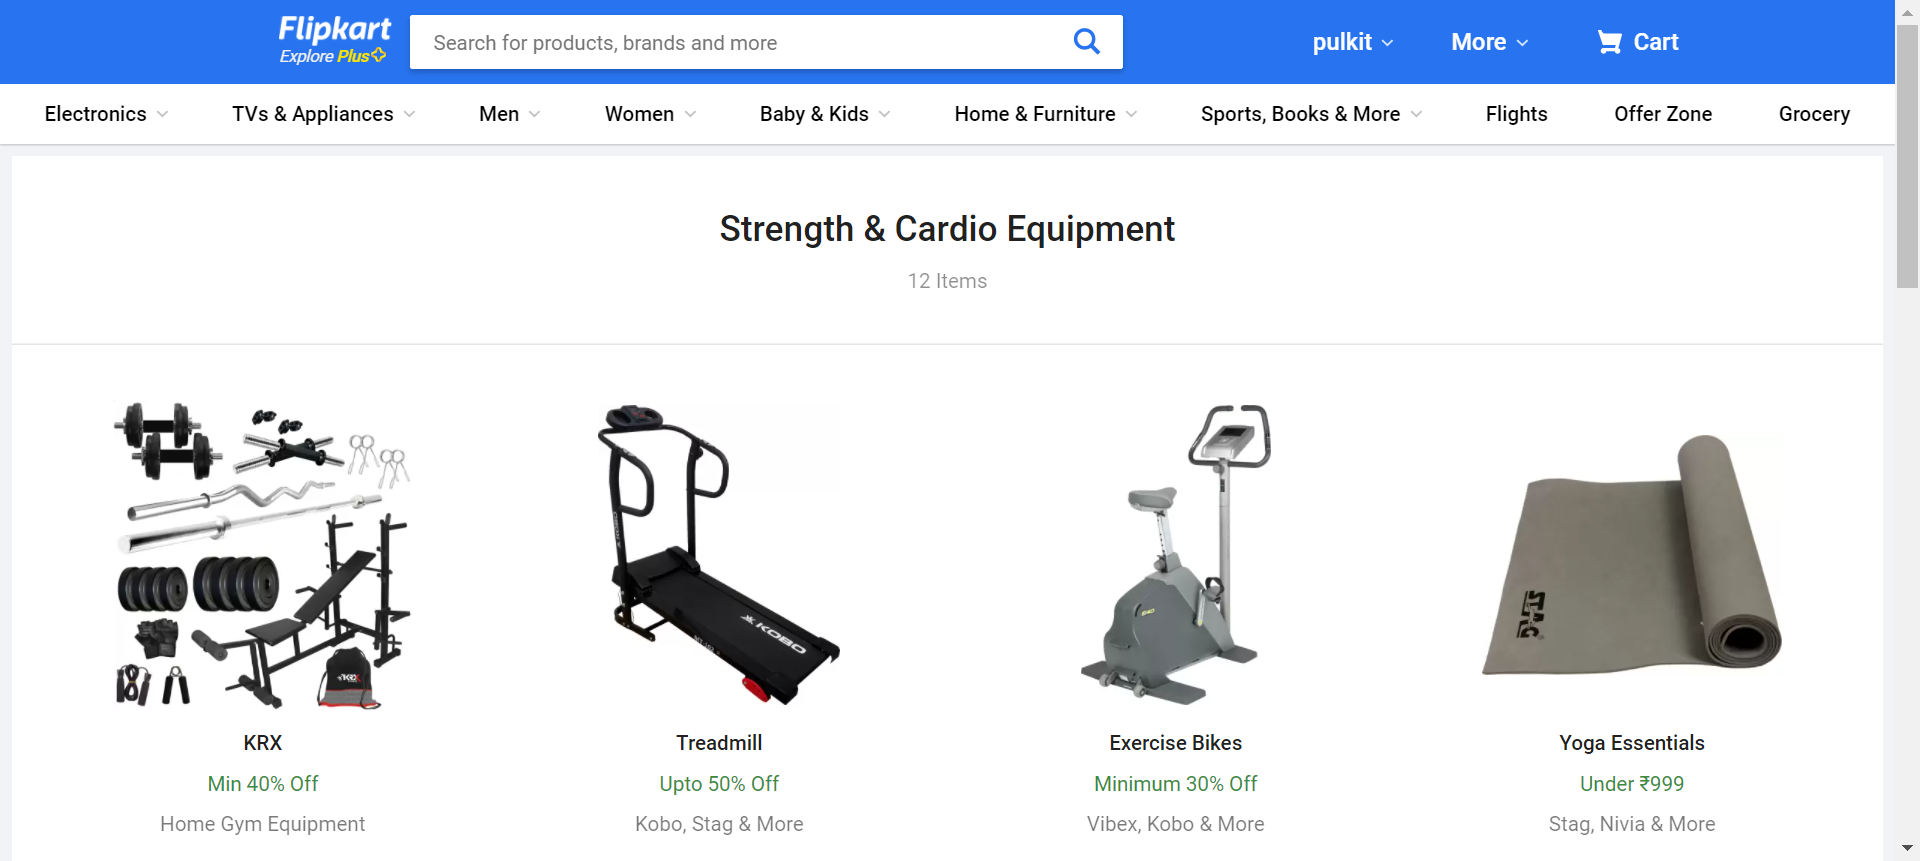 Flipkart
Explore Plus
Search for products, brands and more
pulkit
More
Cart
Electronics
TVs & Appliances
Men
Women
Baby & Kids
Home & Furniture
Sports, Books & More
Flights
Offer Zone
Grocery
Strength & Cardio Equipment
12 Items
KRX
KOBO
STAG
KRX
Min 40% Off
Home Gym Equipment
Treadmill
Upto 50% Off
Kobo, Stag & More
Exercise Bikes
Minimum 30% Off
Vibex, Kobo & More
Yoga Essentials
Under ₹999
Stag, Nivia & More